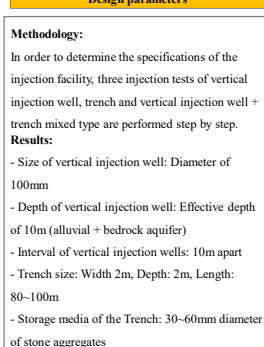 Design parameters
Methodology:
In order to determine the specifications of the
injection facility, three injection tests of vertical
injection well, trench and vertical injection well +
trench mixed type are performed step by step.
Results:
- Size of vertical injection well: Diameter of
100mm
- Depth of vertical injection well: Effective depth
of 10m (alluvial + bedrock aquifer)
- Interval of vertical injection wells: 10m apart
- Trench size: Width 2m, Depth: 2m, Length:
80~100m
- Storage media of the Trench: 30~60mm diameter
of stone aggregates